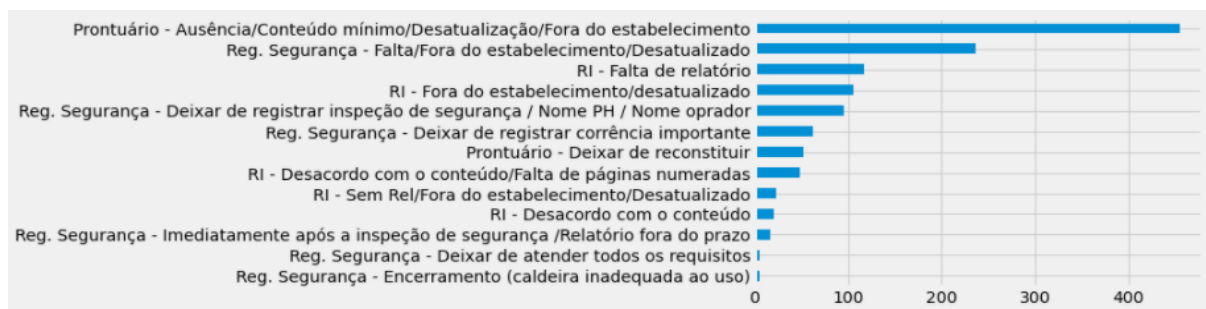 Prontuário - Ausência/Conteúdo mínimo/Desatualização/Fora do estabelecimento
Reg. Segurança - Falta/Fora do estabelecimento/Desatualizado
RI - Falta de relatório
RI - Fora do estabelecimento/desatualizado
Reg. Segurança - Deixar de registrar inspeção de segurança / Nome PH / Nome oprador
Reg. Segurança - Deixar de registrar corrência importante
Prontuário - Deixar de reconstituir
RI - Desacordo com o conteúdo/Falta de páginas numeradas
RI - Sem Rel/Fora do estabelecimento/Desatualizado
RI - Desacordo com o conteúdo
Reg. Segurança - Imediatamente após a inspeção de segurança /Relatório fora do prazo
Reg. Segurança - Deixar de atender todos os requisitos
Reg. Segurança - Encerramento (caldeira inadequada ao uso)
0 100 200 300 400